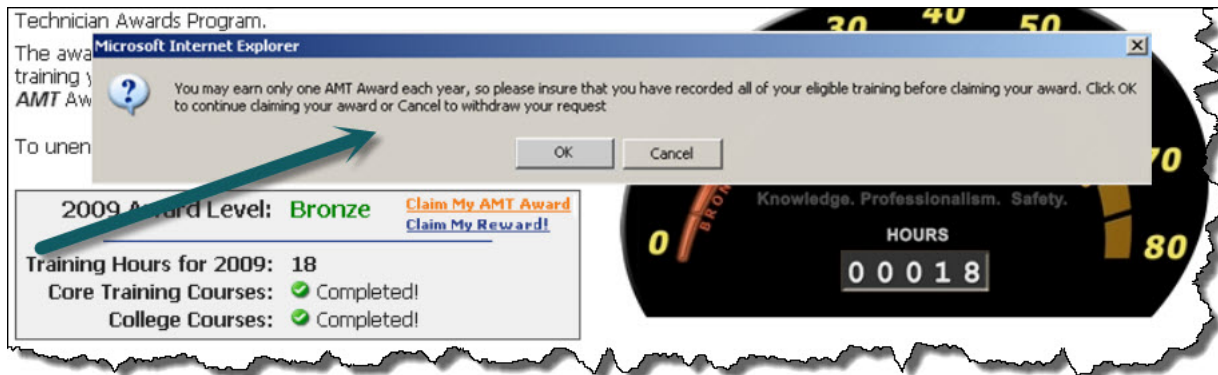 Technician Awards Program.
The awa
training y
AMT Aw
To unen
Microsoft Internet Explorer
You may earn only one AMT Award each year, so please insure that you have recorded all of your eligible training before claiming your award. Click OK
to continue claiming your award or Cancel to withdraw your request
OK Cancel
2009 Award Level: Bronze Claim My AMT Award
Claim My Reward!
Training Hours for 2009: 18
Core Training Courses: Completed!
College Courses: Completed!
30 40 50
70
0 80
BRON
Knowledge. Professionalism. Safety.
HOURS
00018